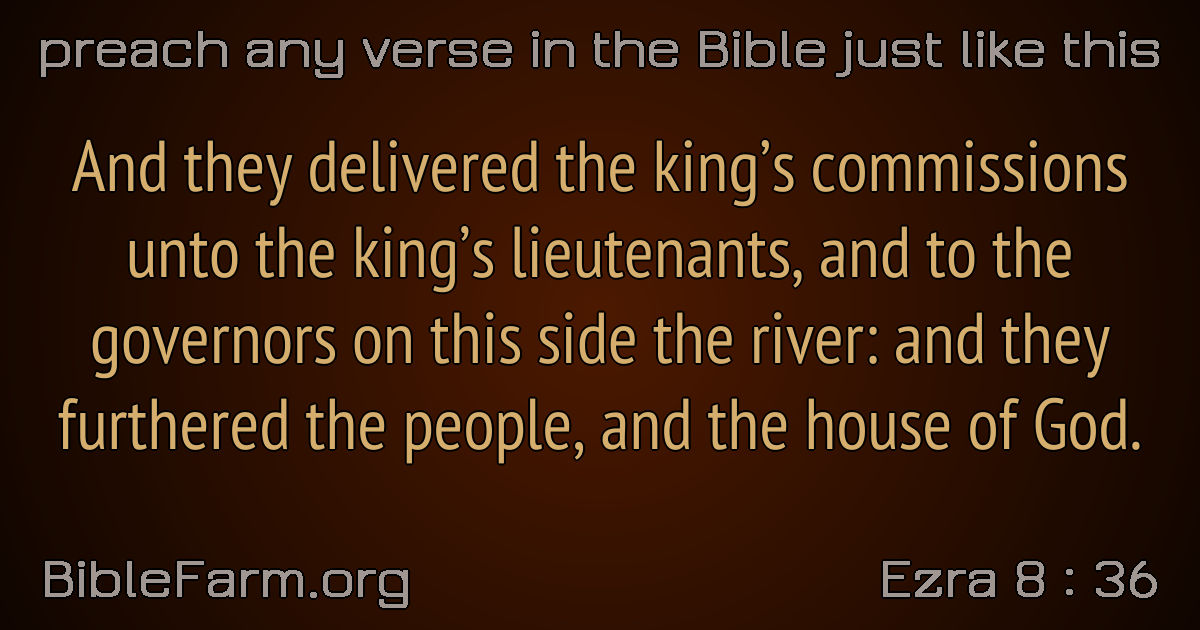 preach any verse in the Bible just like this
And they delivered the king’s commissions
unto the king’s lieutenants, and to the
governors on this side the river: and they
furthered the people, and the house of God.
BibleFarm.org
Ezra 8 : 36